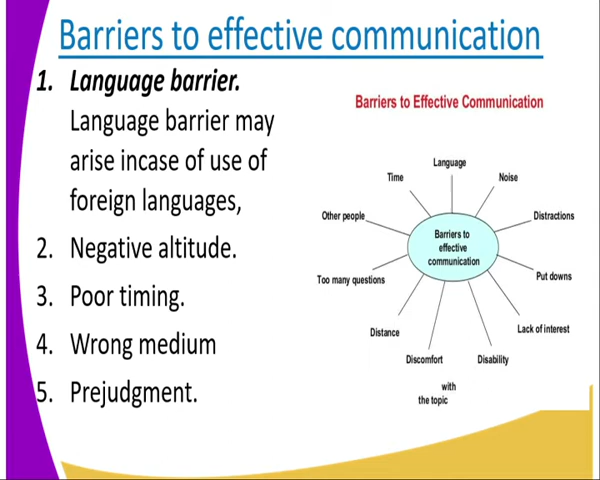 Barriers to effective communication
1. Language barrier.
Language barrier may
arise incase of use of
foreign languages,
2. Negative altitude.
3. Poor timing.
4. Wrong medium
5. Prejudgment.
Barriers to Effective Communication
Language
Time
Noise
Other people
Distractions
Barriers to
effective
communication
Too many questions
Put downs
Distance
Lack of interest
Discomfort
Disability
with
the topic